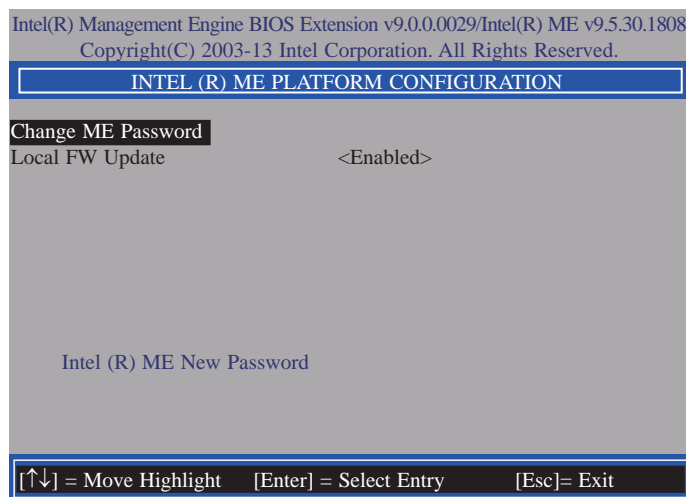 Intel(R) Management Engine BIOS Extension v9.0.0.0029/Intel(R) ME v9.5.30.1808
Copyright(C) 2003-13 Intel Corporation. All Rights Reserved.
INTEL (R) ME PLATFORM CONFIGURATION
Change ME Password
Local FW Update <Enabled>
Intel (R) ME New Password
[↑↓] = Move Highlight [Enter] = Select Entry [Esc]= Exit